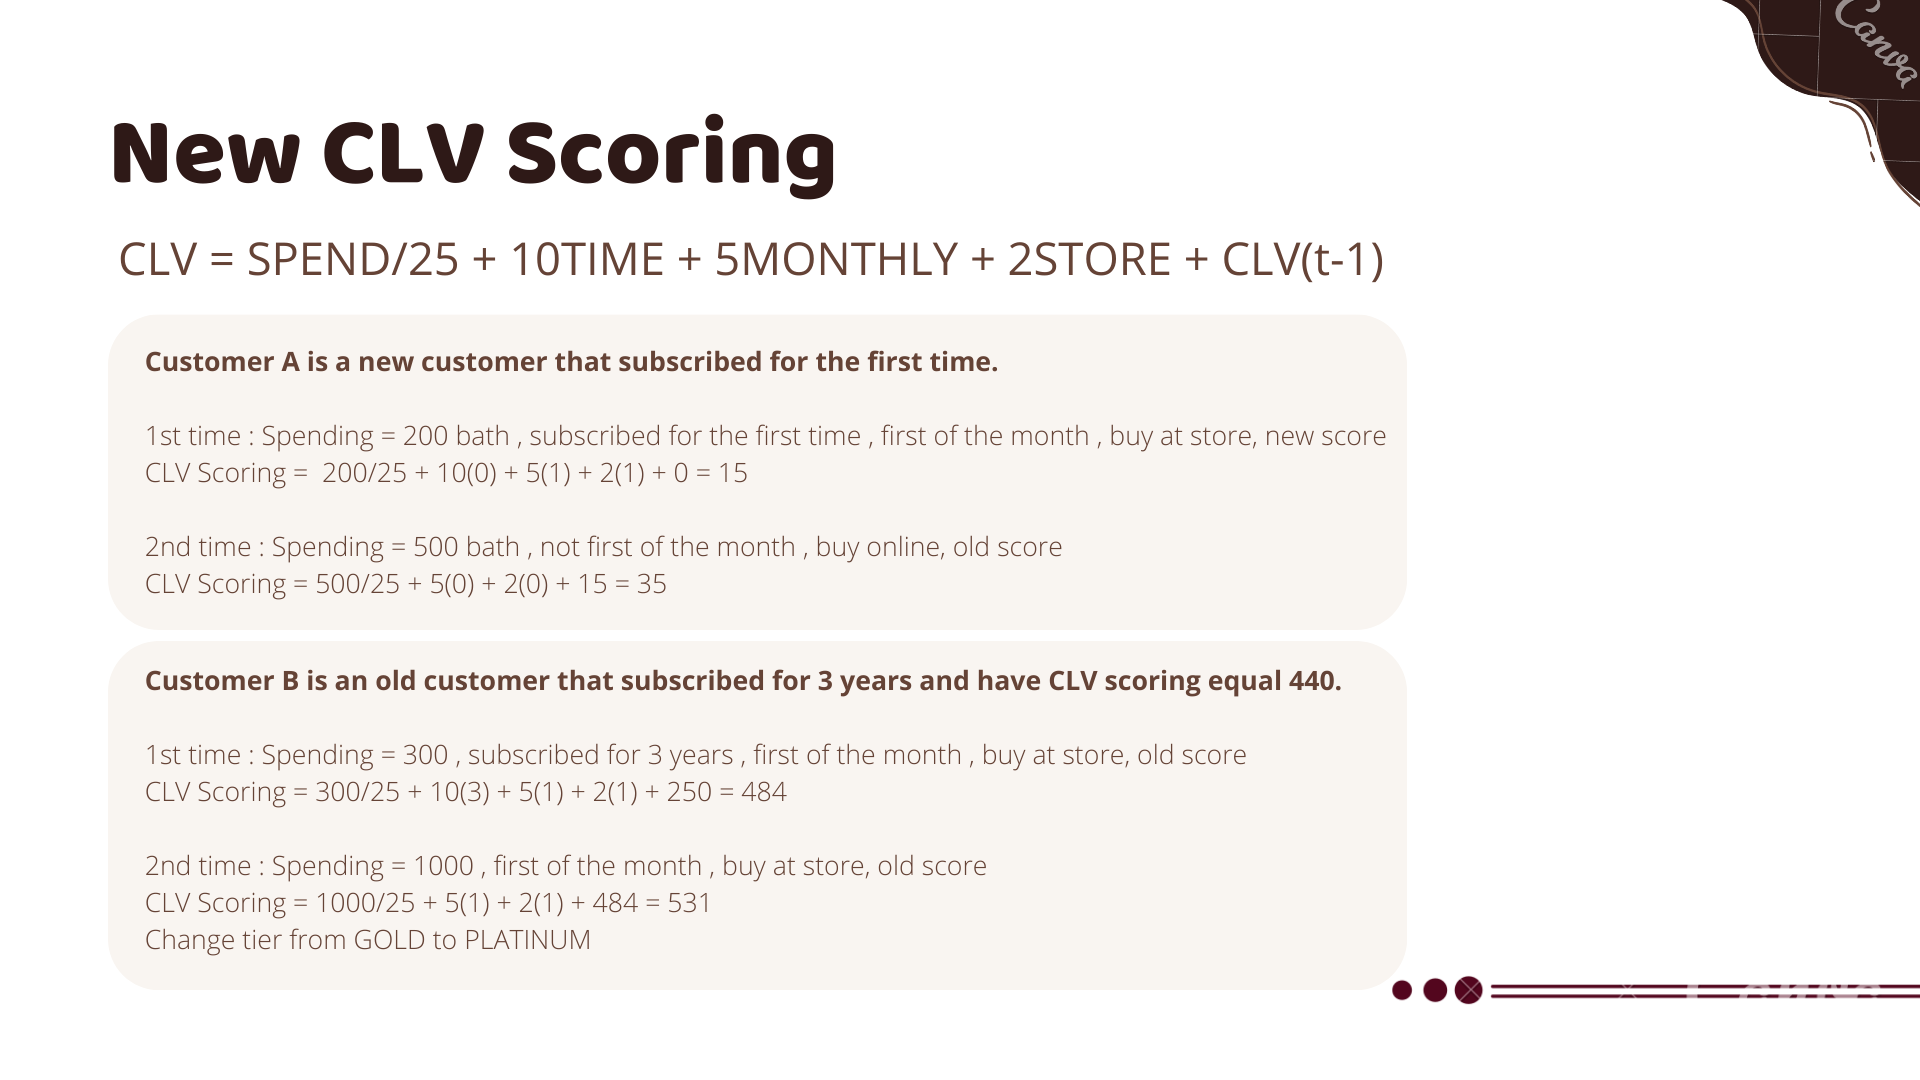 Canva
New CLV Scoring
CLV = SPEND/25 + 10TIME + 5MONTHLY + 2STORE + CLV(t-1)
Customer A is a new customer that subscribed for the first time.
1st time : Spending = 200 bath , subscribed for the first time , first of the month , buy at store, new score
CLV Scoring =  200/25 + 10(0) + 5(1) + 2(1) + 0 = 15
2nd time : Spending = 500 bath , not first of the month , buy online, old score
CLV Scoring = 500/25 + 5(0) + 2(0) + 15 = 35
Customer B is an old customer that subscribed for 3 years and have CLV scoring equal 440.
1st time : Spending = 300 , subscribed for 3 years , first of the month , buy at store, old score
CLV Scoring = 300/25 + 10(3) + 5(1) + 2(1) + 250 = 484
2nd time : Spending = 1000 , first of the month , buy at store, old score
CLV Scoring = 1000/25 + 5(1) + 2(1) + 484 = 531
Change tier from GOLD to PLATINUM